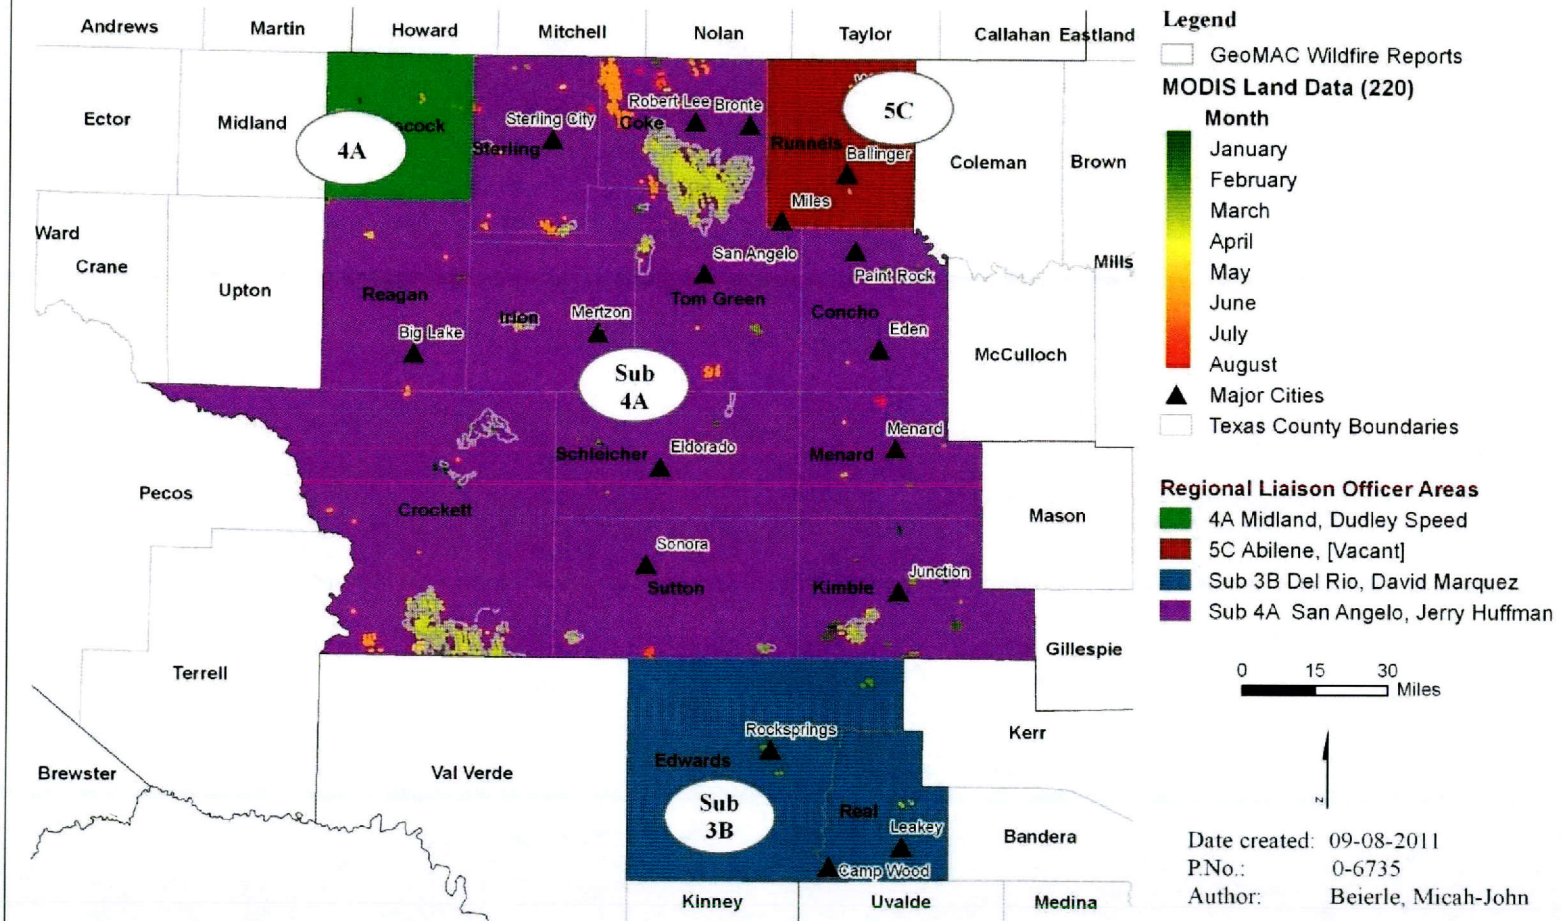 Andrews
Martin
Howard
Mitchell
Nolan
Taylor
Callahan
Eastland
Ector
Midland
4A
Sterling
Sterling City
Coke
Robert Lee
Bronte
Runnels
5C
Ballinger
Coleman
Brown
Miles
Ward
Crane
Upton
Reagan
Big Lake
Irion
Mertzon
San Angelo
Tom Green
Paint Rock
Concho
Eden
Mills
McCulloch
Sub
4A
Pecos
Crockett
Schleicher
Eldorado
Menard
Menard
Mason
Sonora
Sutton
Kimble
Junction
Gillespie
Terrell
Brewster
Val Verde
Rocksprings
Edwards
Sub
3B
Real
Leakey
Camp Wood
Kerr
Bandera
Kinney
Uvalde
Medina
Legend
GeoMAC Wildfire Reports
MODIS Land Data (220)
Month
January
February
March
April
May
June
July
August
Major Cities
Texas County Boundaries
Regional Liaison Officer Areas
4A Midland, Dudley Speed
5C Abilene, [Vacant]
Sub 3B Del Rio, David Marquez
Sub 4A San Angelo, Jerry Huffman
0 15 30
Miles
N
Date created: 09-08-2011
P.No.: 0-6735
Author: Beierle, Micah-John